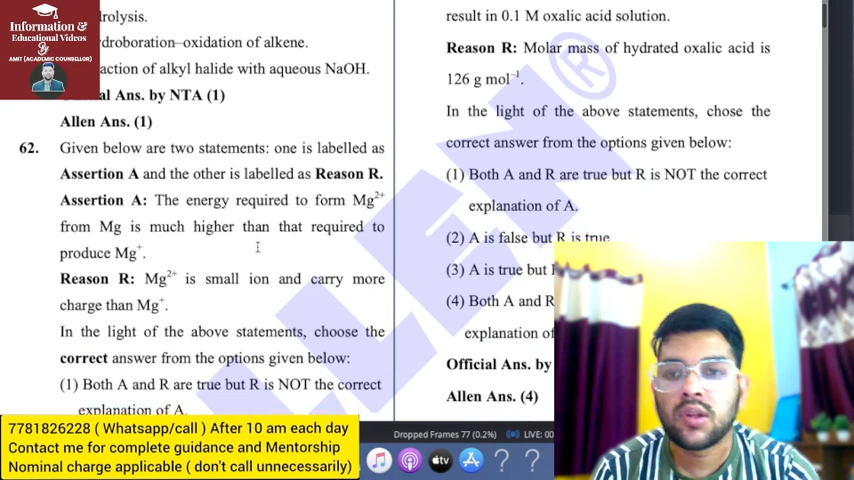 Information &
Educational Videos
By
AMIT (ACADEMIC COUNSELLOR)
drolysis.
droboration–oxidation of alkene.
action of alkyl halide with aqueous NaOH.
al Ans. by NTA (1)
Allen Ans. (1)
62. Given below are two statements: one is labelled as
Assertion A and the other is labelled as Reason R.
Assertion A: The energy required to form Mg²⁺
from Mg is much higher than that required to
produce Mg⁺.
Reason R: Mg²⁺ is small ion and carry more
charge than Mg⁺.
In the light of the above statements, choose the
correct answer from the options given below:
(1) Both A and R are true but R is NOT the correct
explanation of A.
result in 0.1 M oxalic acid solution.
Reason R: Molar mass of hydrated oxalic acid is
126 g mol⁻¹.
In the light of the above statements, chose the
correct answer from the options given below:
(1) Both A and R are true but R is NOT the correct
explanation of A.
(2) A is false but R is true
(3) A is true but
(4) Both A and R
explanation of
Official Ans. by
Allen Ans. (4)
ALLEN
R
7781826228 ( Whatsapp/call ) After 10 am each day
Contact me for complete guidance and Mentorship
Nominal charge applicable ( don't call unnecessarily)
Dropped Frames 77 (0.2%) LIVE: 00
tv
? ?